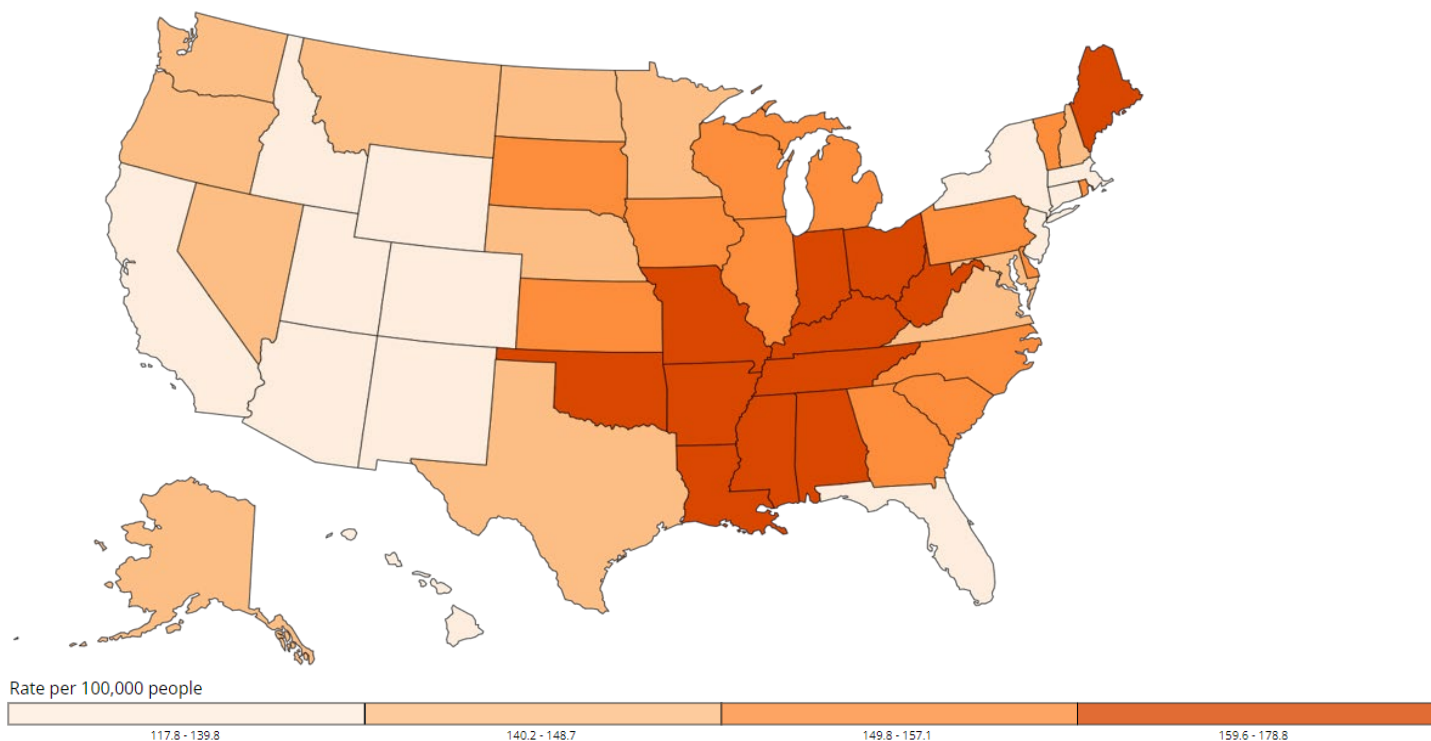 Rate per 100,000 people
117.8 - 139.8
140.2 - 148.7
149.8 - 157.1
159.6 - 178.8